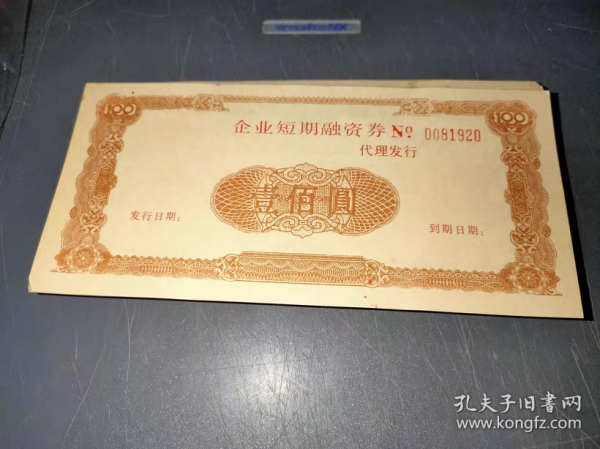 100
100
企业短期融资券 No. 0081920
代理发行
壹佰圆
发行日期：
到期日期：
孔夫子旧书网
www.kongfz.com